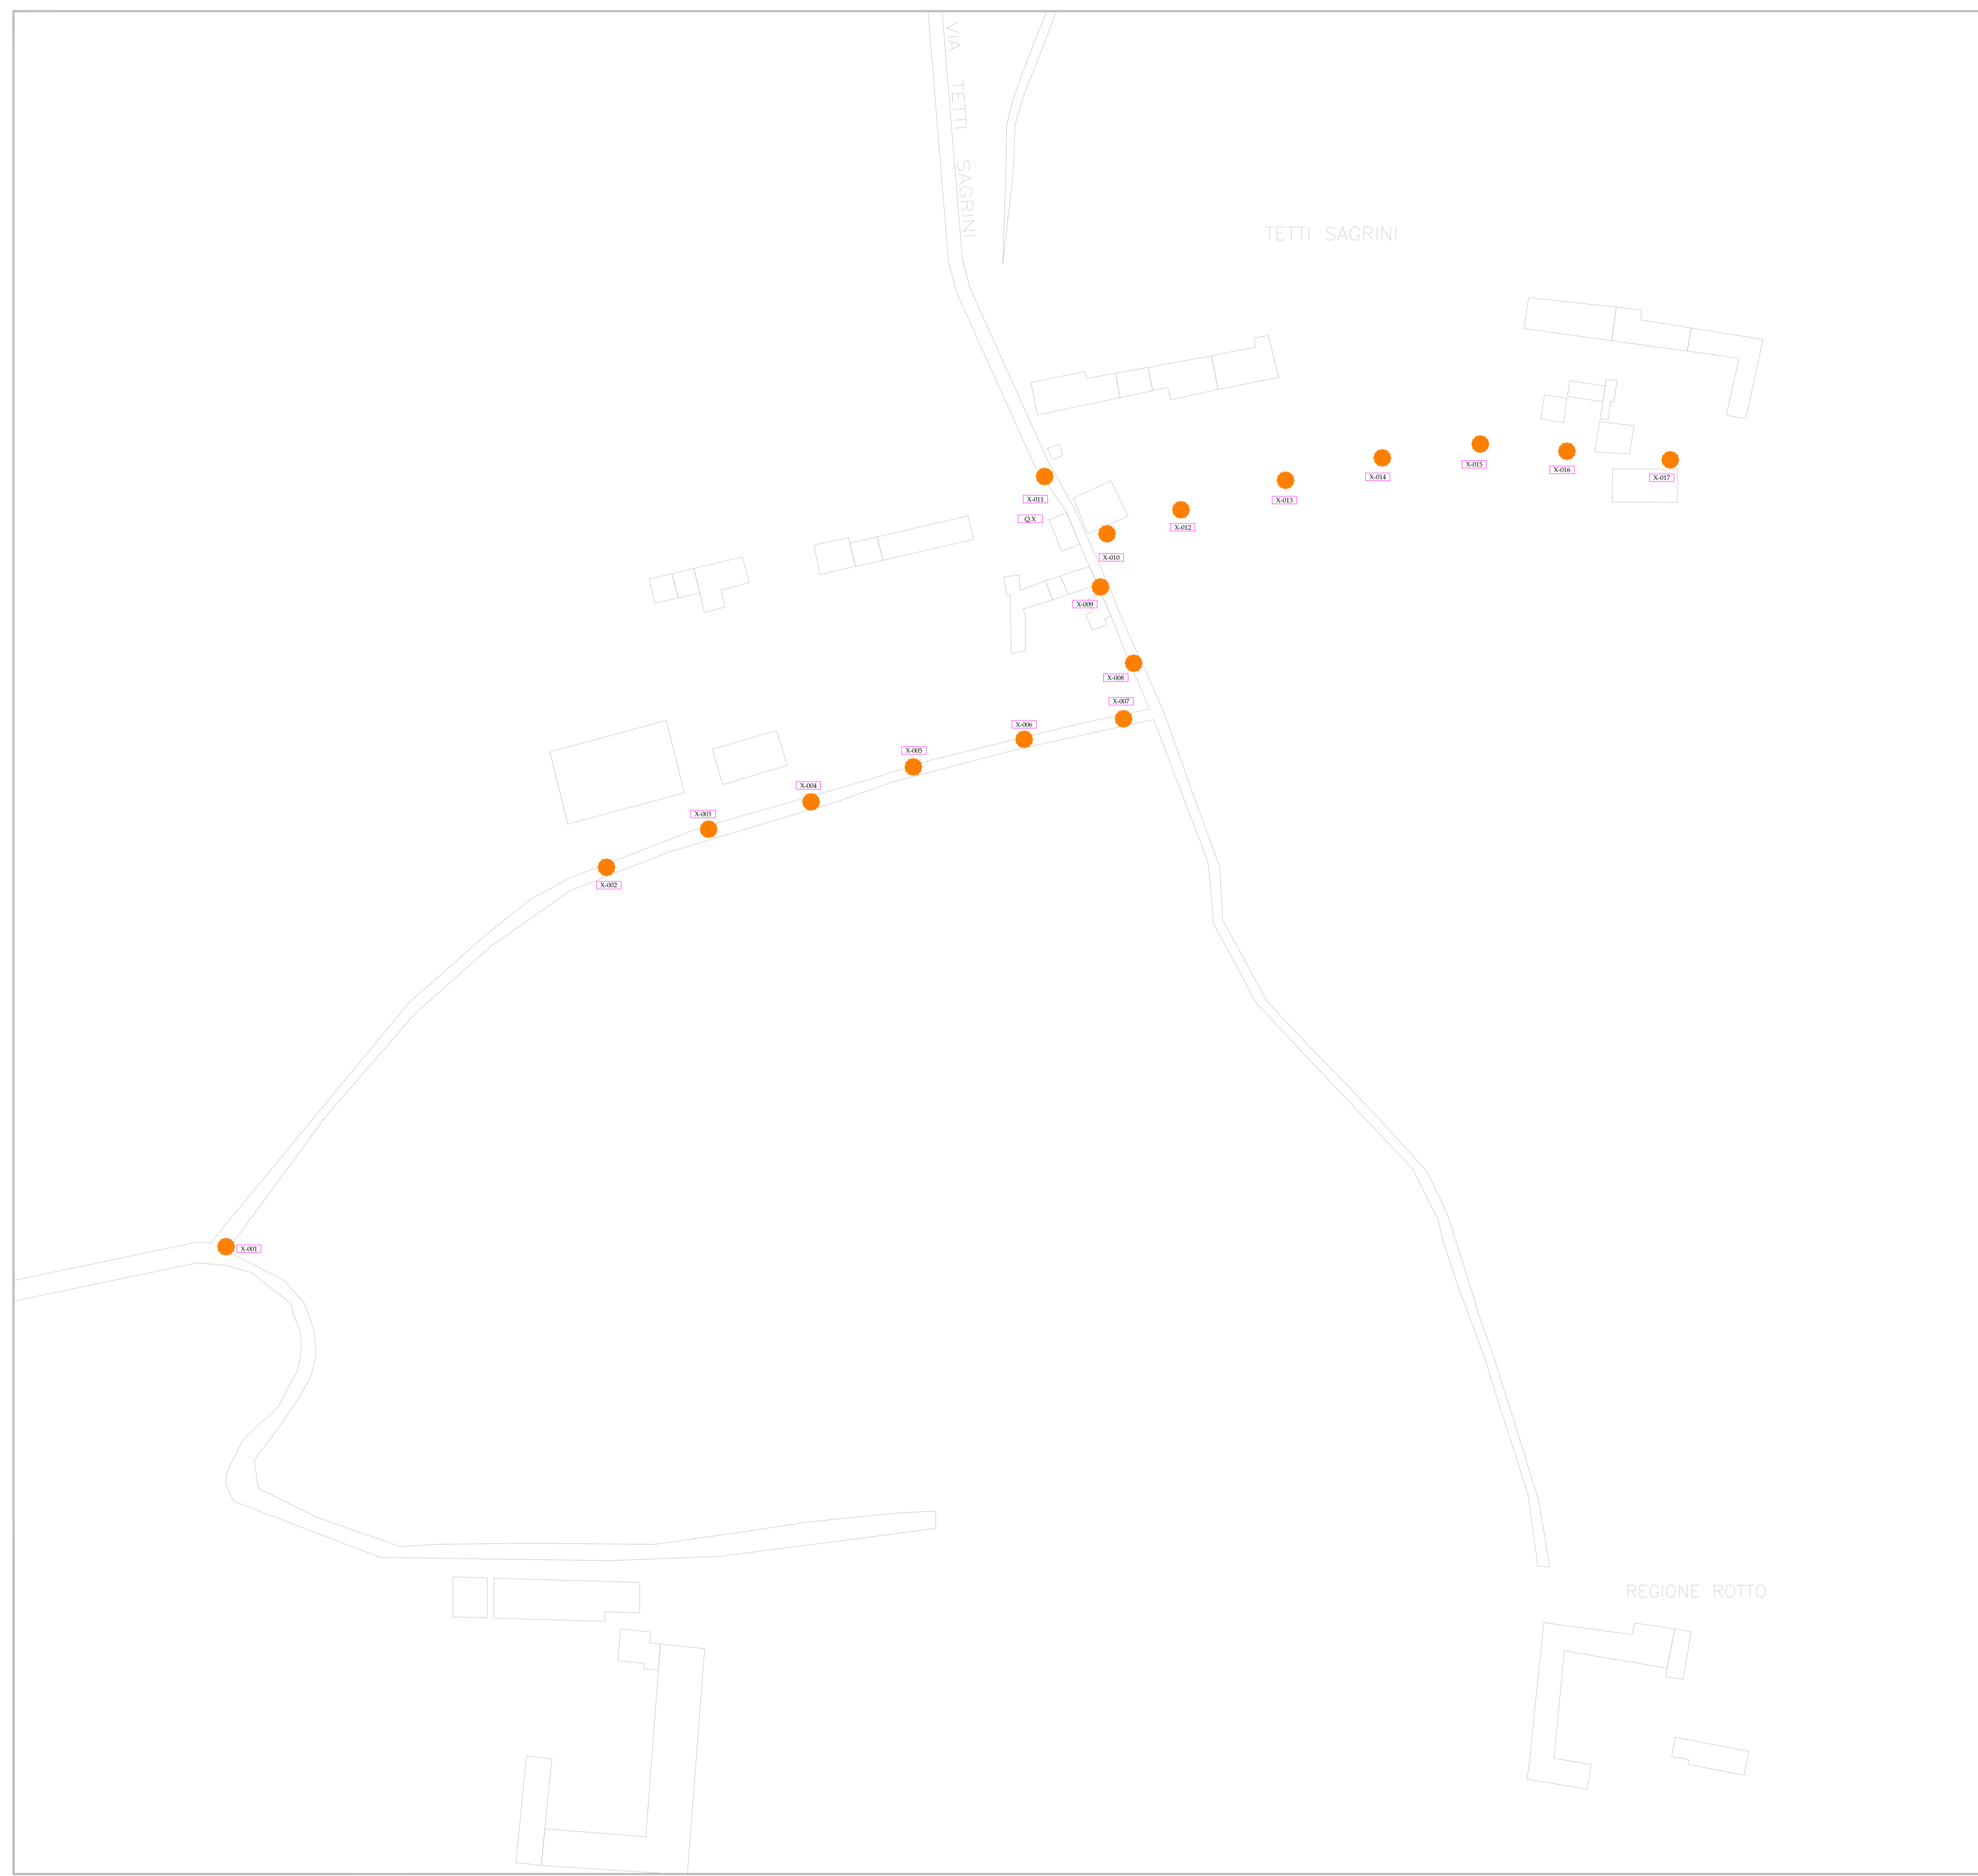 VIA TETTI SAGRINI
TETTI SAGRINI
X-015
X-016
X-014
X-017
X-011
X-013
Q.X
X-012
X-010
X-009
X-008
X-007
X-006
X-005
X-004
X-003
X-002
X-001
REGIONE ROTTO